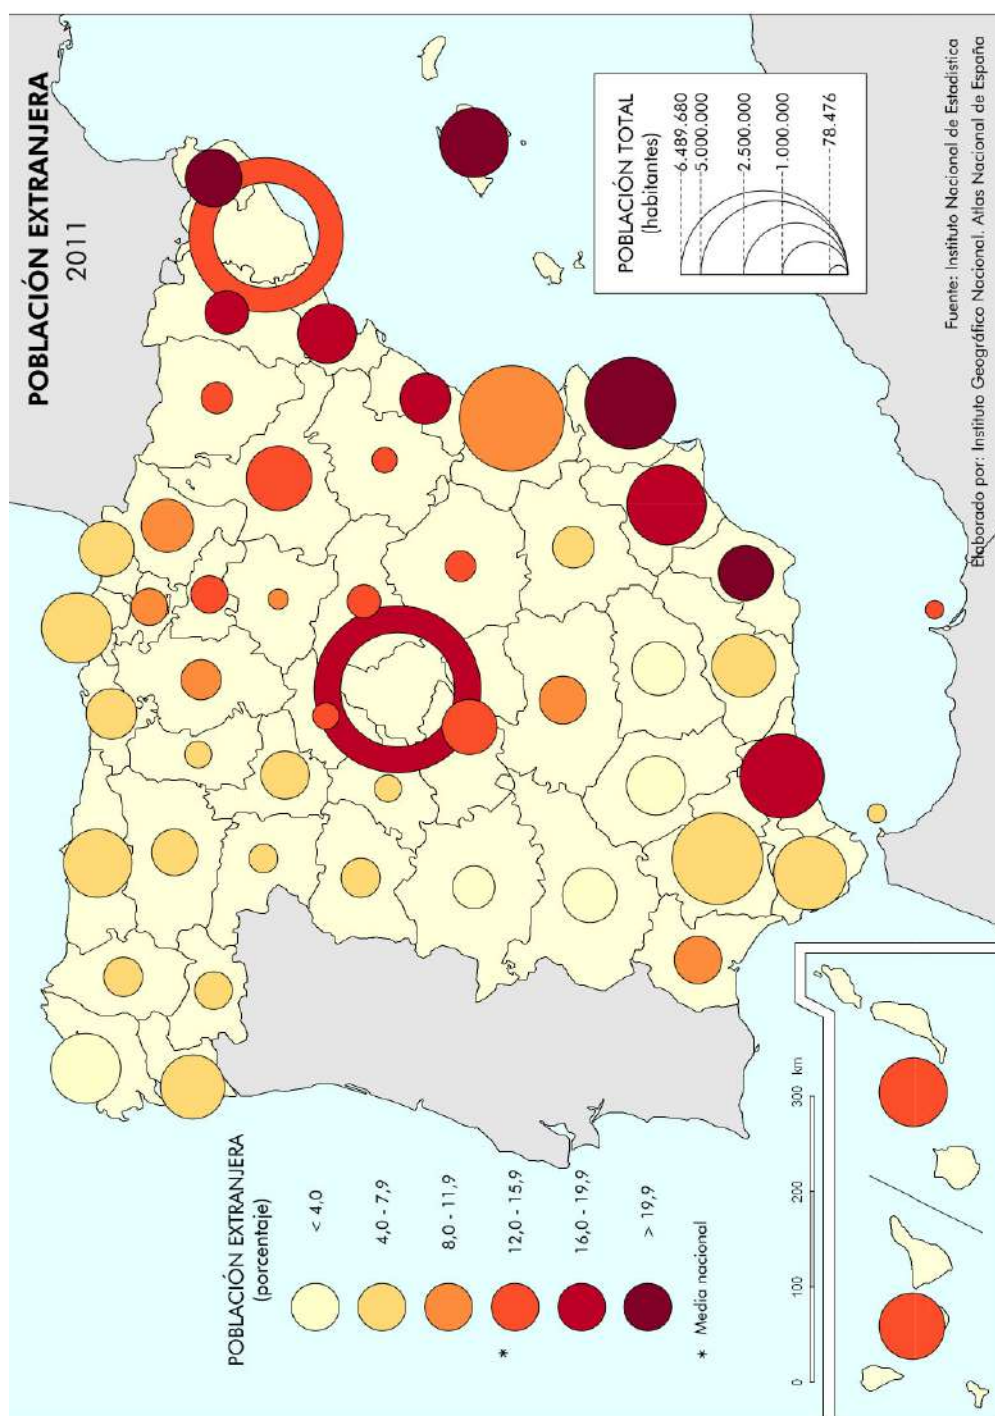 POBLACIÓN EXTRANJERA
2011
POBLACIÓN EXTRANJERA
(porcentaje)
< 4,0
4,0 - 7,9
8,0 - 11,9
* 12,0 - 15,9
16,0 - 19,9
> 19,9
* Media nacional
POBLACIÓN TOTAL
(habitantes)
6.489.680
5.000.000
2.500.000
1.000.000
78.476
0 100 200 300 km
Fuente: Instituto Nacional de Estadística
Elaborado por: Instituto Geográfico Nacional. Atlas Nacional de España